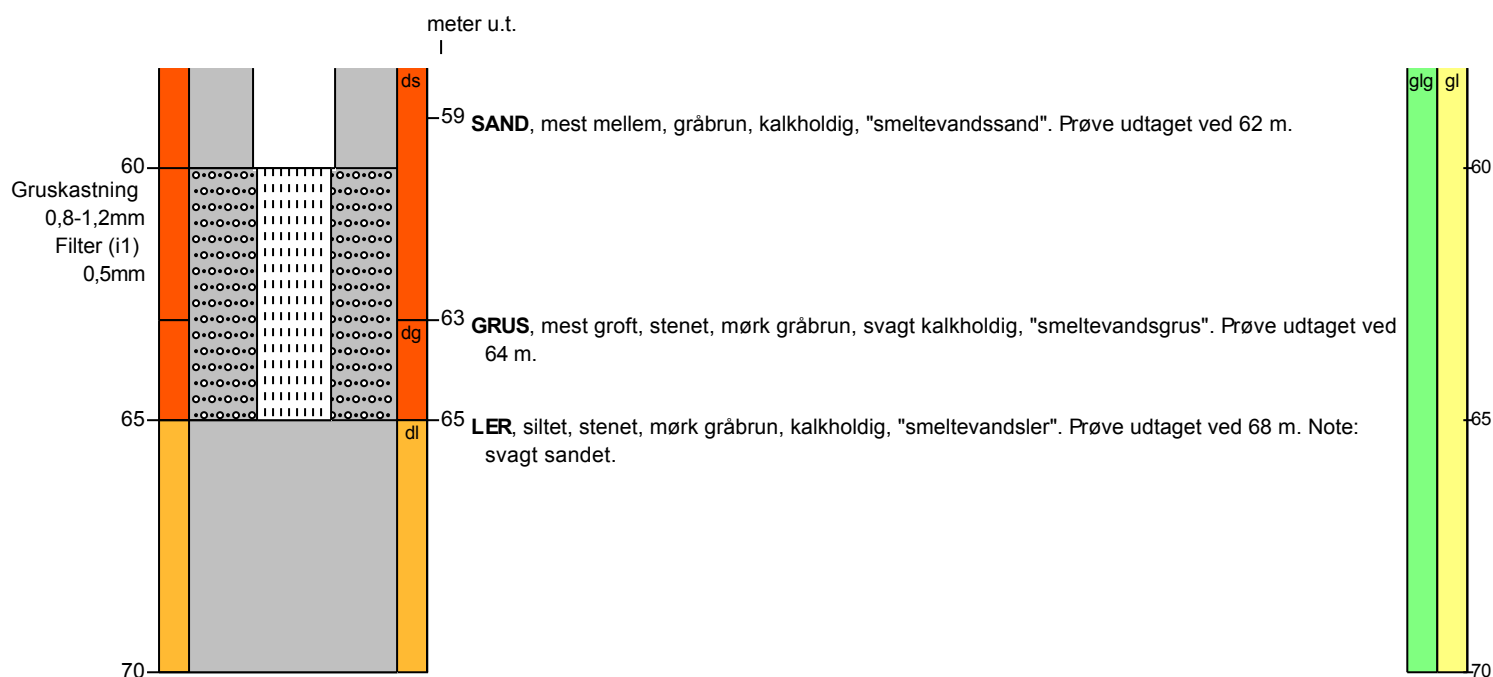 meter u.t.
ds
glg gl
59 SAND, mest mellem, gråbrun, kalkholdig, "smeltevandssand". Prøve udtaget ved 62 m.
60
60
Gruskastning
0,8-1,2mm
Filter (i1)
0,5mm
63 GRUS, mest groft, stenet, mørk gråbrun, svagt kalkholdig, "smeltevandsgrus". Prøve udtaget ved
dg
64 m.
65
65 LER, siltet, stenet, mørk gråbrun, kalkholdig, "smeltevandsler". Prøve udtaget ved 68 m. Note:
65
dl
svagt sandet.
70
70